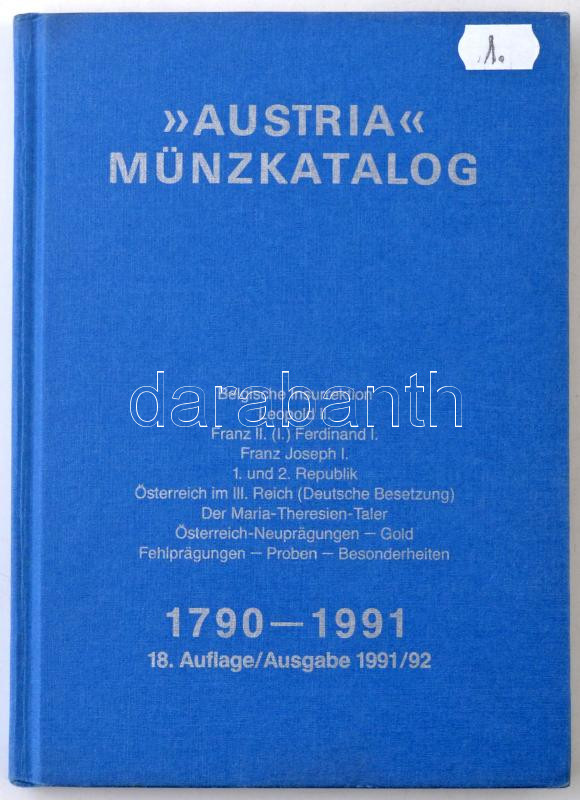 1.
»AUSTRIA«
MÜNZKATALOG
Belgische Insurrektion
Leopold II.
darabanth
Franz II. (I.) Ferdinand I.
Franz Joseph I.
1. und 2. Republik
Österreich im III. Reich (Deutsche Besetzung)
Der Maria-Theresien-Taler
Österreich-Neuprägungen — Gold
Fehlprägungen — Proben — Besonderheiten
1790—1991
18. Auflage/Ausgabe 1991/92